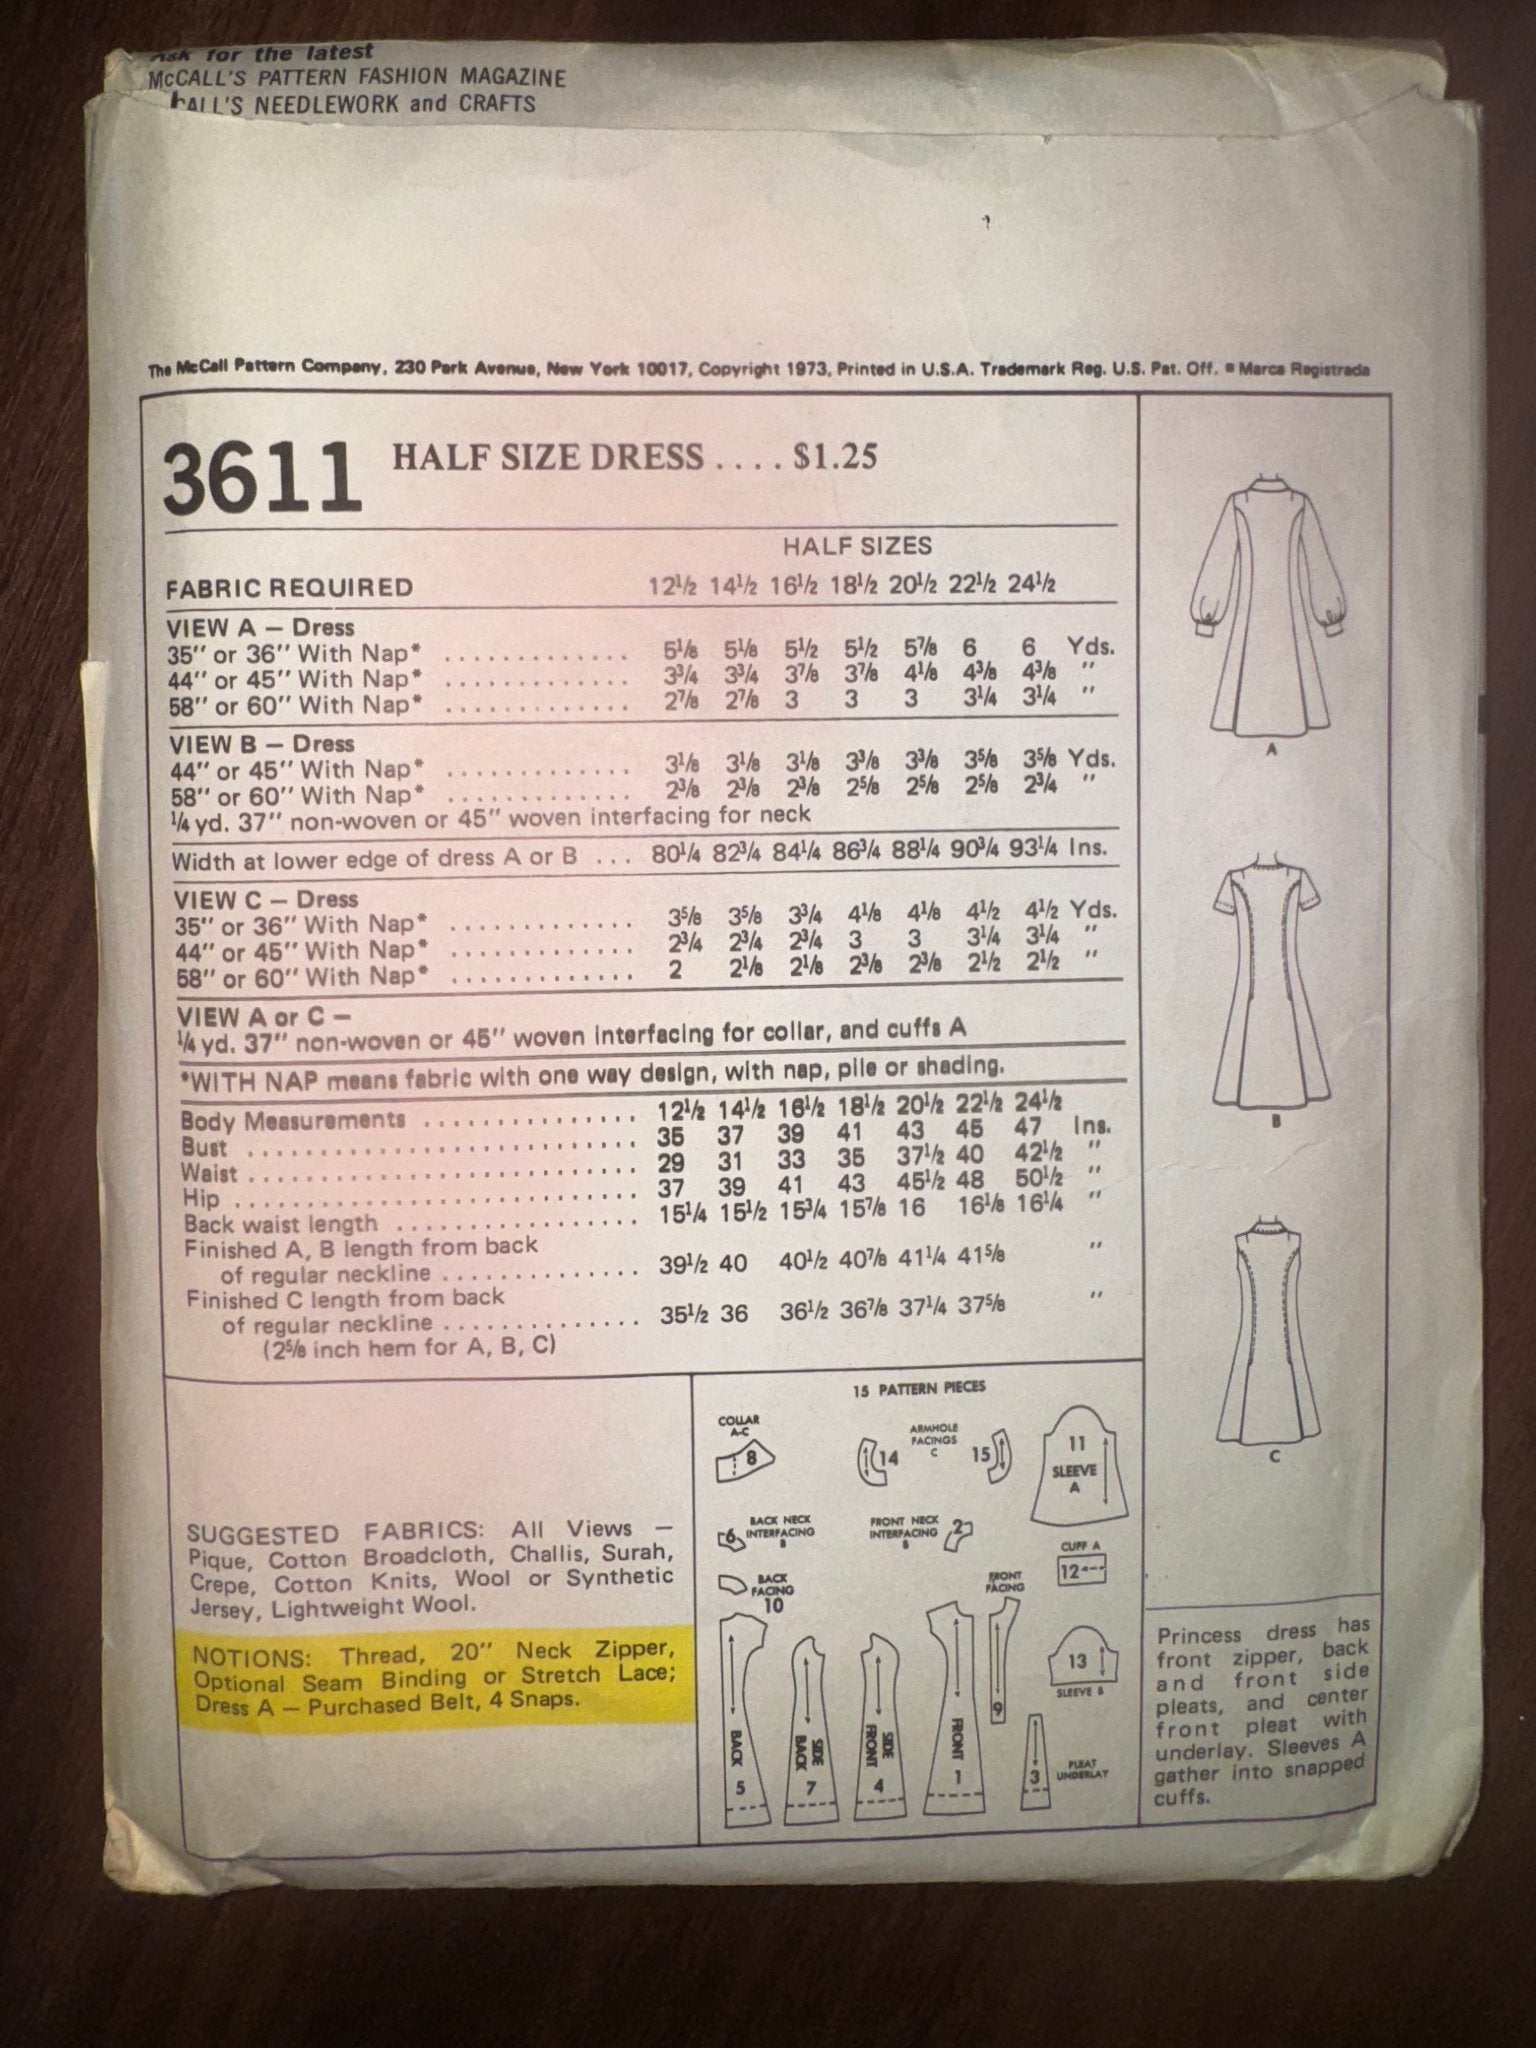 Ask for the latest
McCALL'S PATTERN FASHION MAGAZINE
CALL'S NEEDLEWORK and CRAFTS
The McCall Pattern Company, 230 Park Avenue, New York 10017, Copyright 1973, Printed in U.S.A. Trademark Reg. U.S. Pat. Off. ■ Marca Registrada
3611 HALF SIZE DRESS .... $1.25
HALF SIZES
FABRIC REQUIRED 12½ 14½ 16½ 18½ 20½ 22½ 24½
VIEW A — Dress
35" or 36" With Nap* ............. 5⅛ 5⅛ 5½ 5½ 5⅞ 6 6 Yds.
44" or 45" With Nap* ............. 3¾ 3¾ 3⅞ 3⅞ 4⅛ 4⅜ 4⅜ "
58" or 60" With Nap* ............. 2⅞ 2⅞ 3 3 3 3¼ 3¼ "
VIEW B — Dress
44" or 45" With Nap* ............. 3⅛ 3⅛ 3⅛ 3⅜ 3⅜ 3⅝ 3⅝ Yds.
58" or 60" With Nap* ............. 2⅜ 2⅜ 2⅜ 2⅝ 2⅝ 2⅝ 2¾ "
¼ yd. 37" non-woven or 45" woven interfacing for neck
Width at lower edge of dress A or B ... 80¼ 82¾ 84¼ 86¾ 88¼ 90¾ 93¼ Ins.
VIEW C — Dress
35" or 36" With Nap* ............. 3⅝ 3⅝ 3¾ 4⅛ 4⅛ 4½ 4½ Yds.
44" or 45" With Nap* ............. 2¾ 2¾ 2¾ 3 3 3¼ 3¼ "
58" or 60" With Nap* ............. 2 2⅛ 2⅛ 2⅜ 2⅜ 2½ 2½ "
VIEW A or C —
¼ yd. 37" non-woven or 45" woven interfacing for collar, and cuffs A
*WITH NAP means fabric with one way design, with nap, pile or shading.
Body Measurements ............... 12½ 14½ 16½ 18½ 20½ 22½ 24½
Bust ........................... 35 37 39 41 43 45 47 Ins.
Waist .......................... 29 31 33 35 37½ 40 42½ "
Hip ............................ 37 39 41 43 45½ 48 50½ "
Back waist length ................. 15¼ 15½ 15¾ 15⅞ 16 16⅛ 16¼ "
Finished A, B length from back
of regular neckline .............. 39½ 40 40½ 40⅞ 41¼ 41⅝ "
Finished C length from back
of regular neckline .............. 35½ 36 36½ 36⅞ 37¼ 37⅝ "
(2⅝ inch hem for A, B, C)
A
B
C
SUGGESTED FABRICS: All Views —
Pique, Cotton Broadcloth, Challis, Surah,
Crepe, Cotton Knits, Wool or Synthetic
Jersey, Lightweight Wool.
NOTIONS: Thread, 20" Neck Zipper,
Optional Seam Binding or Stretch Lace;
Dress A — Purchased Belt, 4 Snaps.
15 PATTERN PIECES
COLLAR
A-C
8
ARMHOLE
FACINGS
C
14
15
11
SLEEVE
A
6
BACK NECK
INTERFACING
B
FRONT NECK
INTERFACING
B
2
CUFF A
12
BACK
FACING
10
FRONT
FACING
9
13
SLEEVE B
BACK
5
SIDE
BACK
7
SIDE
FRONT
4
FRONT
1
3
PLEAT
UNDERLAY
Princess dress has
front zipper, back
and front side
pleats, and center
front pleat with
underlay. Sleeves A
gather into snapped
cuffs.